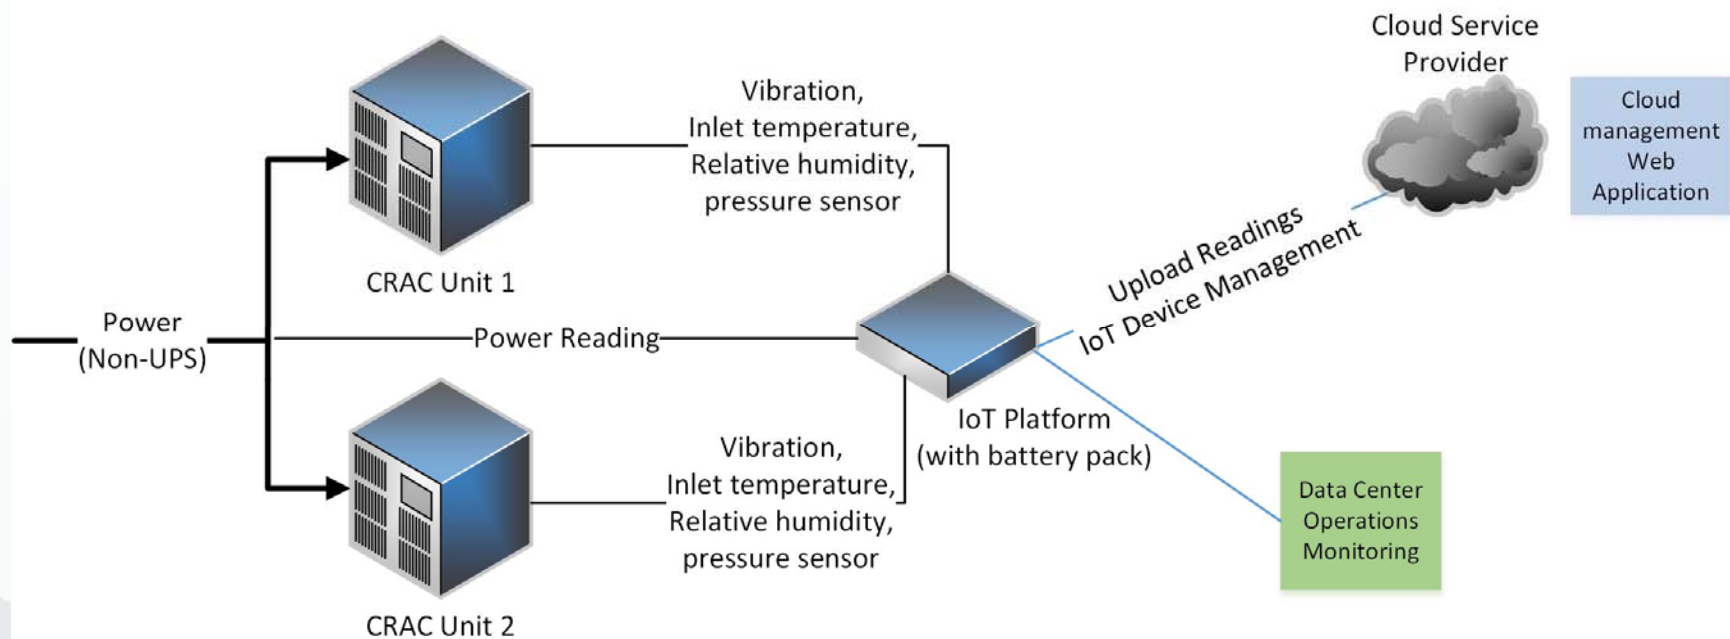 Cloud Service
Provider
Cloud
management
Web
Application
Vibration,
Inlet temperature,
Relative humidity,
pressure sensor
CRAC Unit 1
Upload Readings
IoT Device Management
Power
(Non-UPS)
Power Reading
IoT Platform
(with battery pack)
Vibration,
Inlet temperature,
Relative humidity,
pressure sensor
Data Center
Operations
Monitoring
CRAC Unit 2